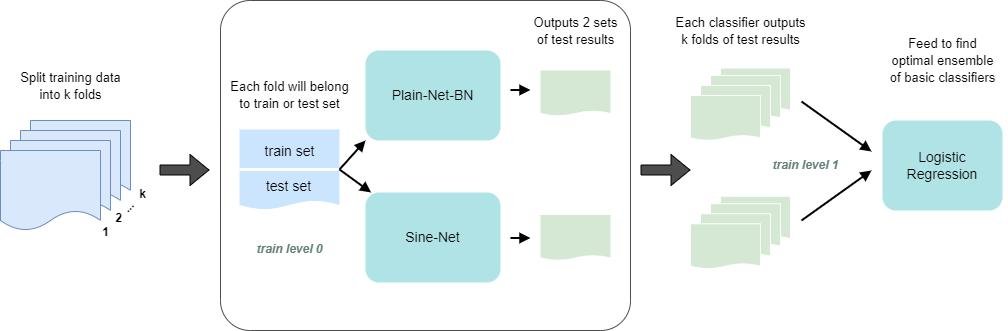 Split training data
into k folds
k
2 ...
1
Each fold will belong
to train or test set
train set
test set
train level 0
Plain-Net-BN
Sine-Net
Outputs 2 sets
of test results
Each classifier outputs
k folds of test results
train level 1
Feed to find
optimal ensemble
of basic classifiers
Logistic
Regression